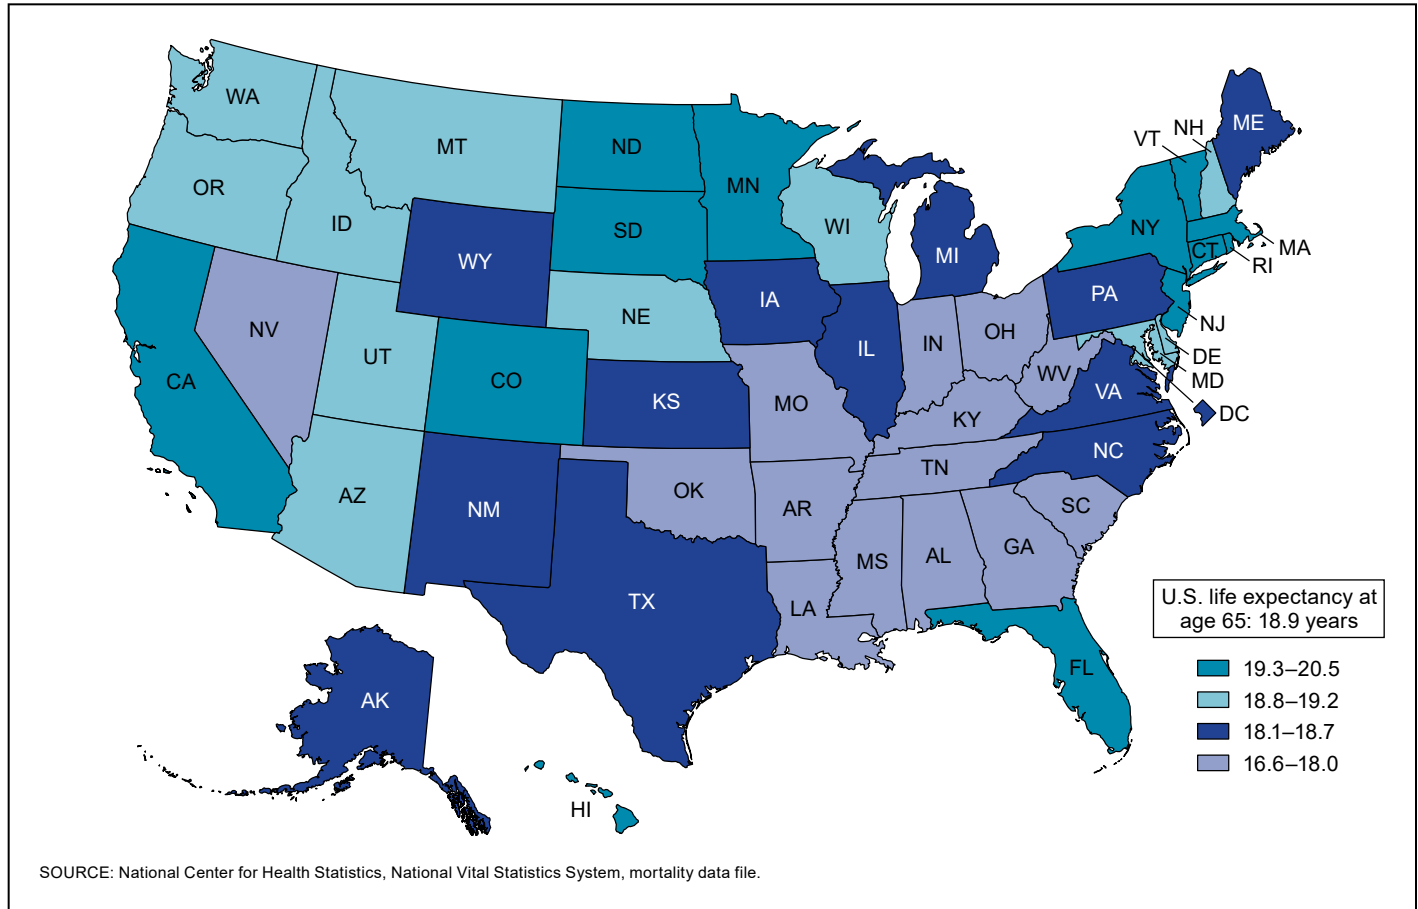 WA
MT
ND
MN
OR
ID
SD
WI
WY
NE
IA
MI
NV
UT
CO
CA
KS
MO
IL
IN
OH
PA
NY
VT
NH
ME
MA
RI
CT
NJ
DE
MD
DC
WV
VA
KY
NC
TN
SC
AZ
NM
OK
AR
TX
LA
MS
AL
GA
FL
AK
HI
U.S. life expectancy at
age 65: 18.9 years
19.3–20.5
18.8–19.2
18.1–18.7
16.6–18.0
SOURCE: National Center for Health Statistics, National Vital Statistics System, mortality data file.